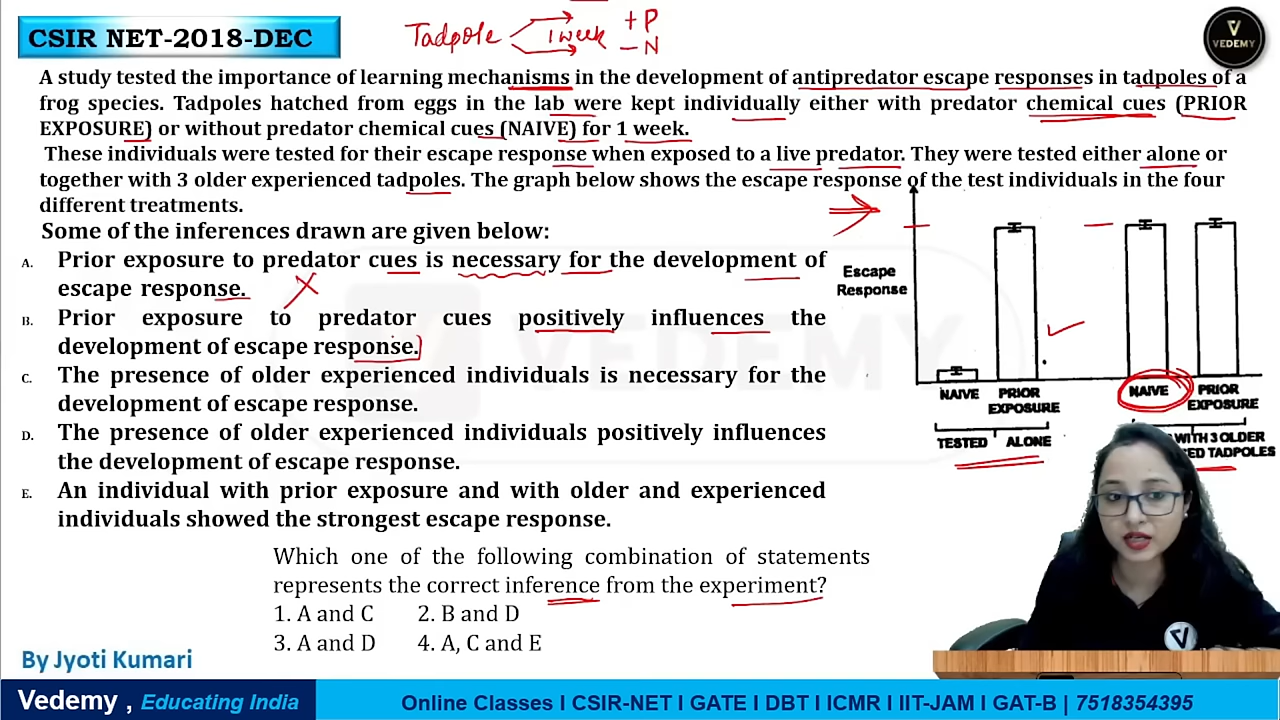 CSIR NET-2018-DEC
Tadpole 1 week + P
– N
VEDEMY
A study tested the importance of learning mechanisms in the development of antipredator escape responses in tadpoles of a
frog species. Tadpoles hatched from eggs in the lab were kept individually either with predator chemical cues (PRIOR
EXPOSURE) or without predator chemical cues (NAIVE) for 1 week.
These individuals were tested for their escape response when exposed to a live predator. They were tested either alone or
together with 3 older experienced tadpoles. The graph below shows the escape response of the test individuals in the four
different treatments.
Some of the inferences drawn are given below:
A. Prior exposure to predator cues is necessary for the development of
escape response.
B. Prior exposure to predator cues positively influences the
development of escape response.
C. The presence of older experienced individuals is necessary for the
development of escape response.
D. The presence of older experienced individuals positively influences
the development of escape response.
E. An individual with prior exposure and with older and experienced
individuals showed the strongest escape response.
Escape
Response
NAIVE PRIOR
EXPOSURE
NAIVE PRIOR
EXPOSURE
TESTED ALONE
WITH 3 OLDER
TADPOLES
VEDEMY
Which one of the following combination of statements
represents the correct inference from the experiment?
1. A and C 2. B and D
3. A and D 4. A, C and E
By Jyoti Kumari
Vedemy , Educating India
Online Classes I CSIR-NET I GATE I DBT I ICMR I IIT-JAM I GAT-B | 7518354395